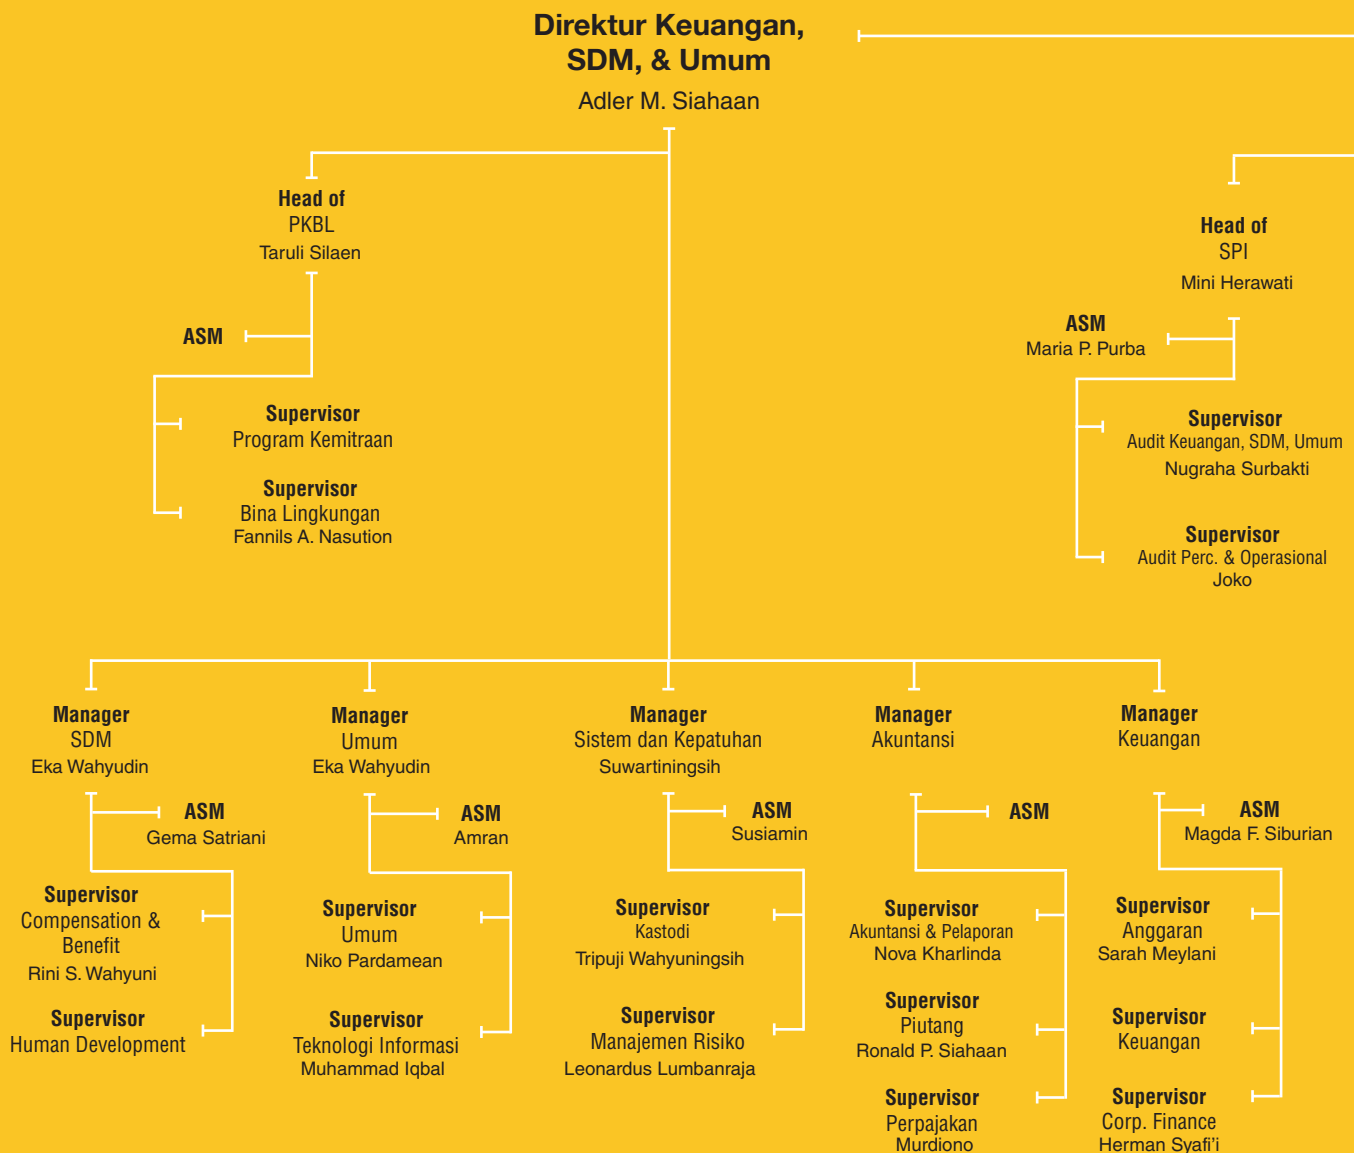 Direktur Keuangan,
SDM, & Umum
Adler M. Siahaan
Head of
PKBL
Taruli Silaen
ASM
Supervisor
Program Kemitraan
Supervisor
Bina Lingkungan
Fannils A. Nasution
Head of
SPI
Mini Herawati
ASM
Maria P. Purba
Supervisor
Audit Keuangan, SDM, Umum
Nugraha Surbakti
Supervisor
Audit Perc. & Operasional
Joko
Manager
SDM
Eka Wahyudin
ASM
Gema Satriani
Supervisor
Compensation &
Benefit
Rini S. Wahyuni
Supervisor
Human Development
Manager
Umum
Eka Wahyudin
ASM
Amran
Supervisor
Umum
Niko Pardamean
Supervisor
Teknologi Informasi
Muhammad Iqbal
Manager
Sistem dan Kepatuhan
Suwartiningsih
ASM
Susiamin
Supervisor
Kastodi
Tripuji Wahyuningsih
Supervisor
Manajemen Risiko
Leonardus Lumbanraja
Manager
Akuntansi
ASM
Supervisor
Akuntansi & Pelaporan
Nova Kharlinda
Supervisor
Piutang
Ronald P. Siahaan
Supervisor
Perpajakan
Murdiono
Manager
Keuangan
ASM
Magda F. Siburian
Supervisor
Anggaran
Sarah Meylani
Supervisor
Keuangan
Supervisor
Corp. Finance
Herman Syafi'i